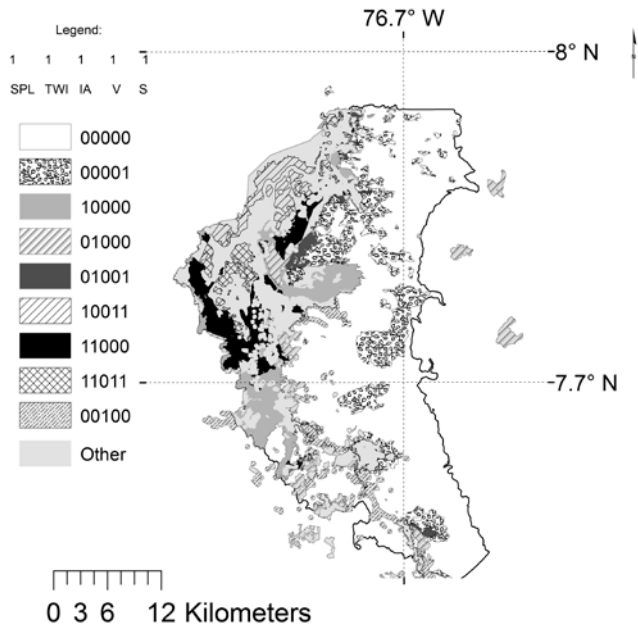 Legend:
76.7° W
1 1 1 1 1
8° N
SPL TWI IA V S
00000
00001
10000
01000
01001
10011
11000
11011
00100
Other
7.7° N
0 3 6 12 Kilometers